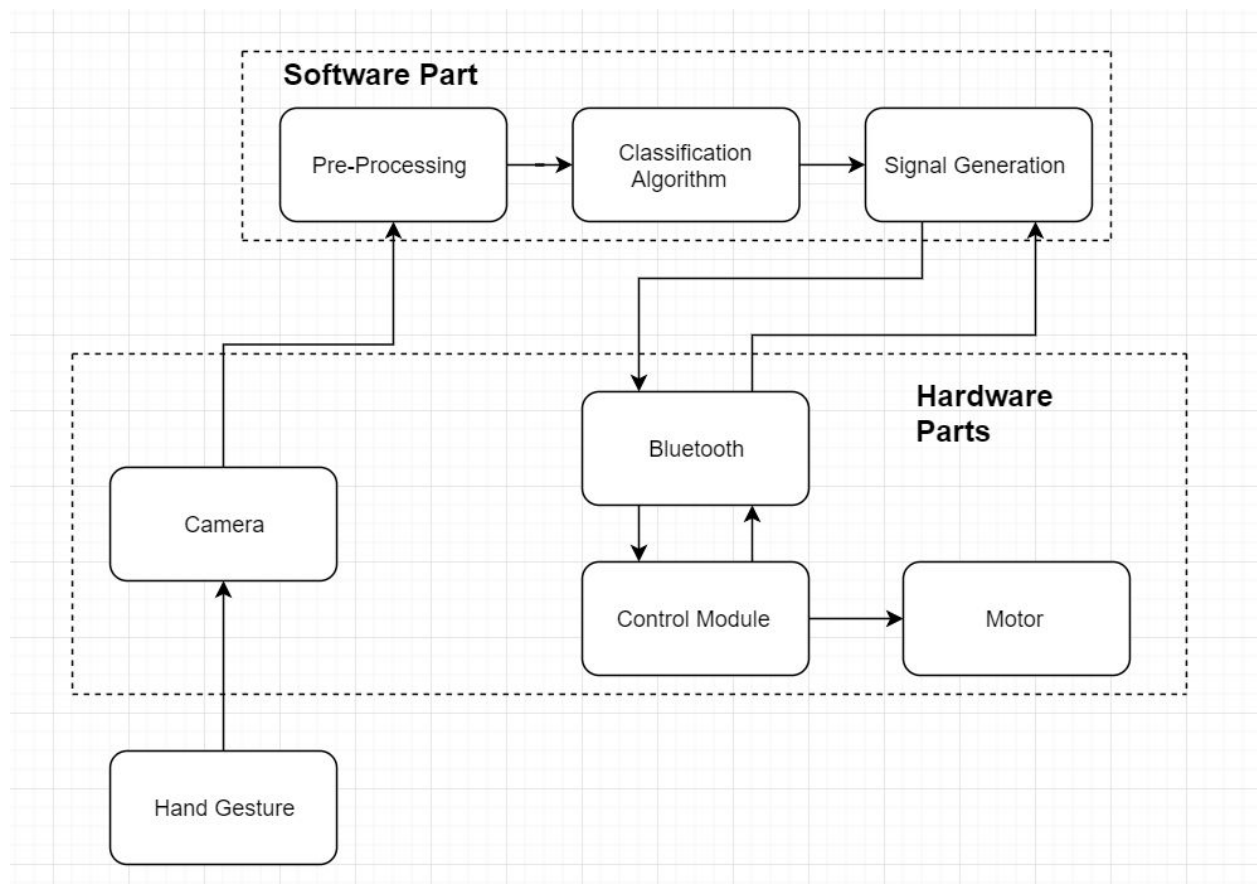 Software Part
Pre-Processing
Classification
Algorithm
Signal Generation
Hardware
Parts
Bluetooth
Camera
Control Module
Motor
Hand Gesture